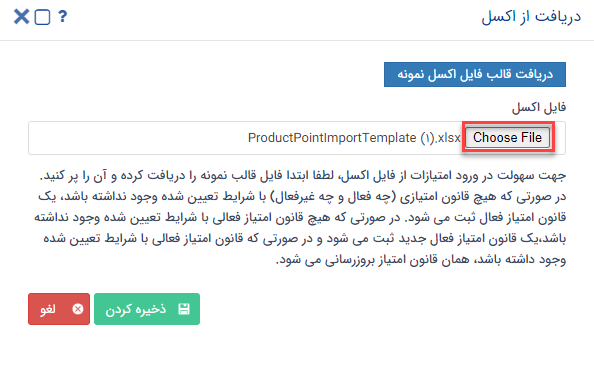 دریافت از اکسل
?
دریافت قالب فایل اکسل نمونه
فایل اکسل
Choose File ProductPointImportTemplate (۱).xlsx
جهت سهولت در ورود امتیازات از فایل اکسل، لطفا ابتدا فایل قالب نمونه را دریافت کرده و آن را پر کنید.
در صورتی که هیچ قانون امتیازی (چه فعال و چه غیرفعال) با شرایط تعیین شده وجود نداشته باشد، یک
قانون امتیاز فعال ثبت می شود. در صورتی که هیچ قانون امتیاز فعالی با شرایط تعیین شده وجود نداشته
باشد،یک قانون امتیاز فعال جدید ثبت می شود و در صورتی که قانون امتیاز فعالی با شرایط تعیین شده
وجود داشته باشد، همان قانون امتیاز بروزرسانی می شود.
ذخیره کردن
لغو